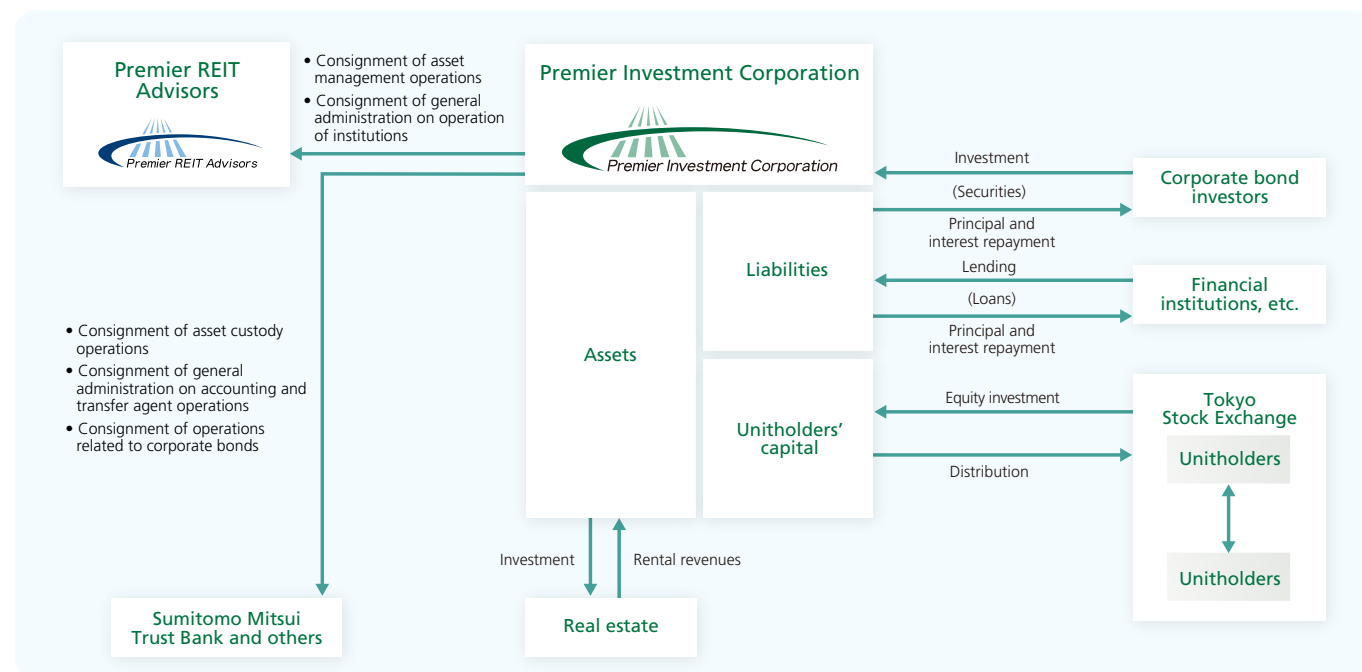 Premier REIT
Advisors
Premier REIT Advisors
• Consignment of asset
management operations
• Consignment of general
administration on operation
of institutions
Premier Investment Corporation
Premier Investment Corporation
Investment
(Securities)
Principal and
interest repayment
Corporate bond
investors
Lending
(Loans)
Principal and
interest repayment
Financial
institutions, etc.
Liabilities
Assets
• Consignment of asset custody
operations
• Consignment of general
administration on accounting and
transfer agent operations
• Consignment of operations
related to corporate bonds
Unitholders’
capital
Equity investment
Distribution
Tokyo
Stock Exchange
Unitholders
Unitholders
Investment
Rental revenues
Sumitomo Mitsui
Trust Bank and others
Real estate